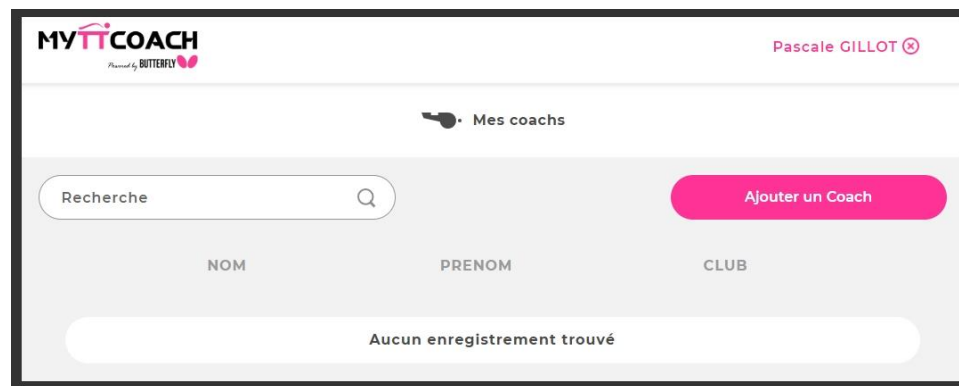 MYTTCOACH
Powered by BUTTERFLY
Pascale GILLOT
Mes coachs
Recherche
Ajouter un Coach
NOM PRENOM CLUB
Aucun enregistrement trouvé